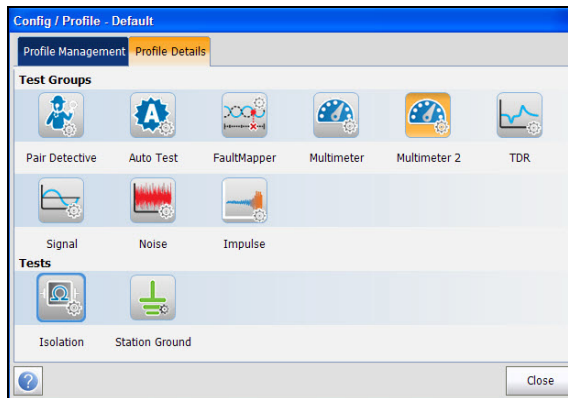 Config / Profile - Default
Profile Management Profile Details
Test Groups
Pair Detective Auto Test FaultMapper Multimeter Multimeter 2 TDR
Signal Noise Impulse
Tests
Isolation Station Ground
? Close